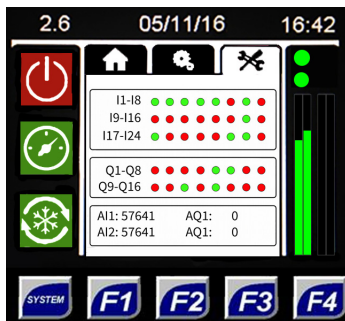 2.6 05/11/16 16:42
I1-I8
I9-I16
I17-I24
Q1-Q8
Q9-Q16
AI1: 57641 AQ1: 0
AI2: 57641 AQ1: 0
SYSTEM F1 F2 F3 F4